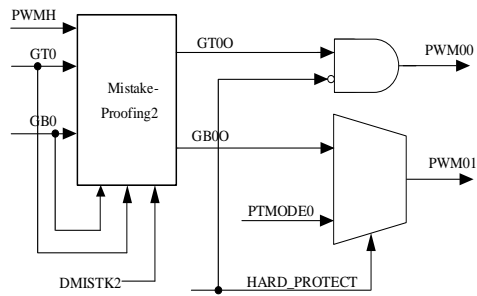 PWMH
GT0
GB0
Mistake-
Proofing2
GT0O
GB0O
PWM00
PWM01
PTMODE0
DMISTK2
HARD_PROTECT